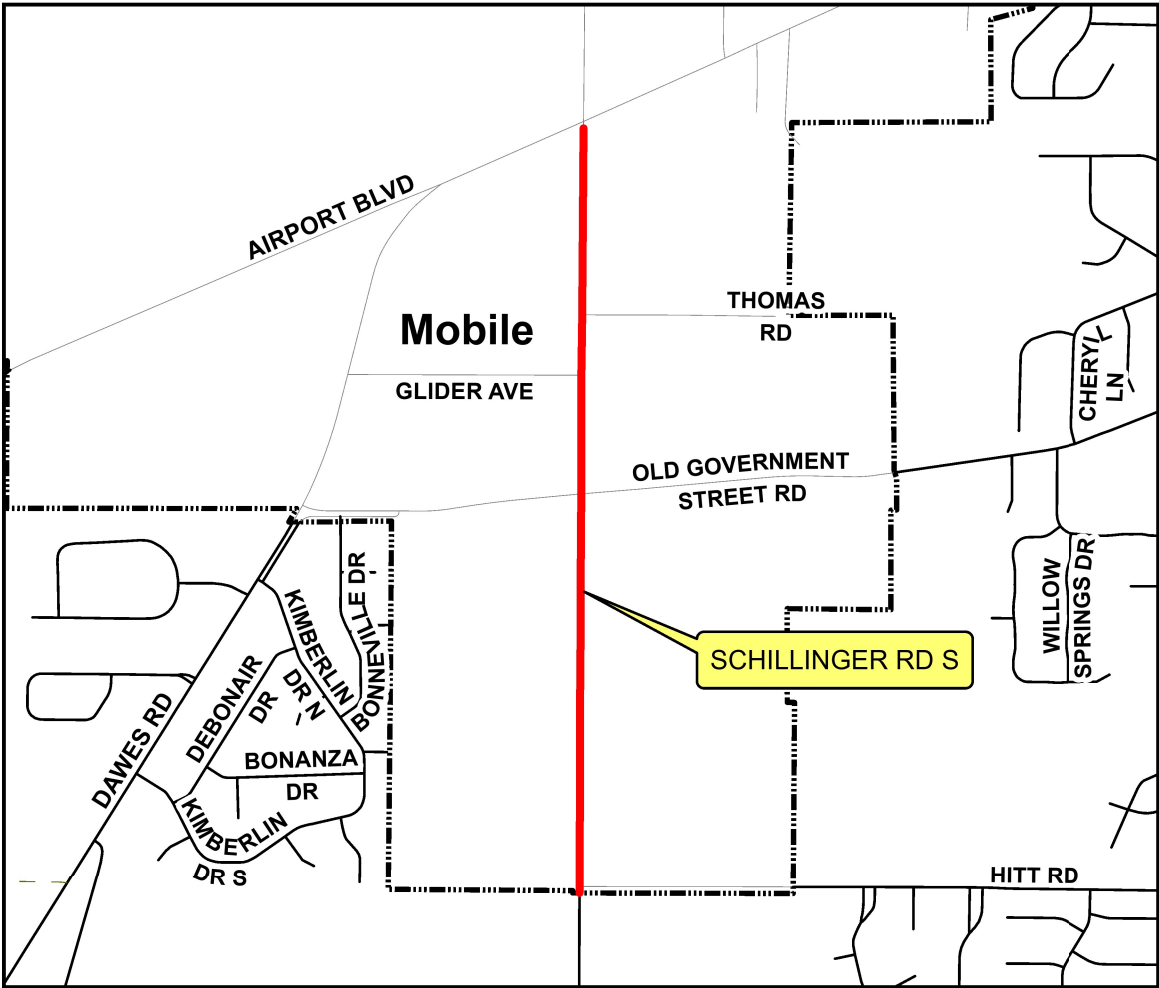 AIRPORT BLVD
THOMAS
RD
Mobile
GLIDER AVE
CHERYL
LN
OLD GOVERNMENT
STREET RD
BONNEVILLE DR
KIMBERLIN
DR N
WILLOW
SPRINGS DR
SCHILLINGER RD S
DEBONAIR
DR
DAWES RD
BONANZA
DR
KIMBERLIN
DR S
HITT RD